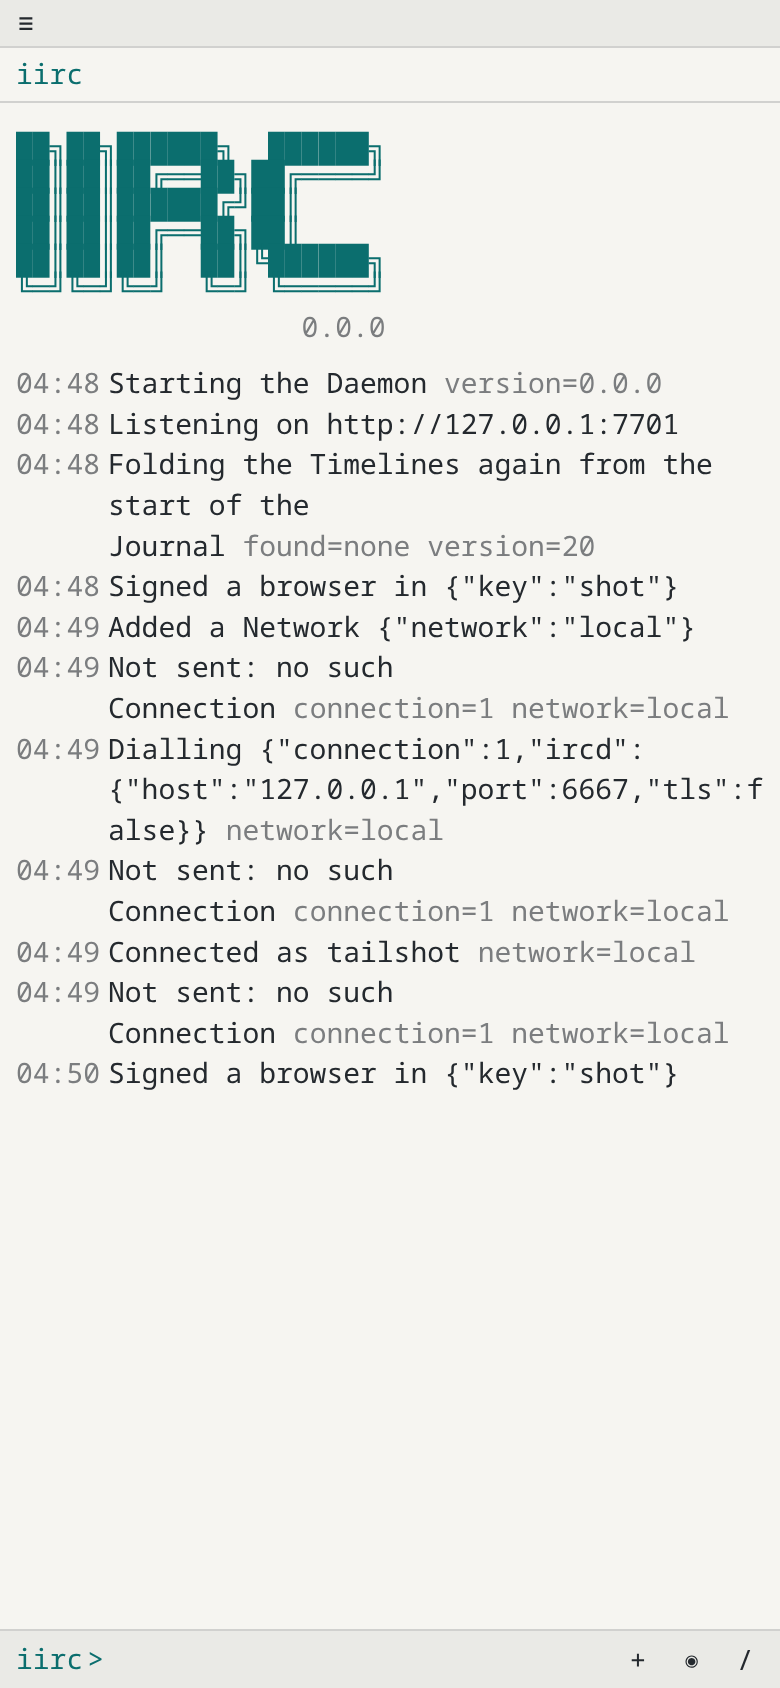 ≡
iirc
IIRC
0.0.0
04:48 Starting the Daemon version=0.0.0
04:48 Listening on http://127.0.0.1:7701
04:48 Folding the Timelines again from the
start of the
Journal found=none version=20
04:48 Signed a browser in {"key":"shot"}
04:49 Added a Network {"network":"local"}
04:49 Not sent: no such
Connection connection=1 network=local
04:49 Dialling {"connection":1,"ircd":
{"host":"127.0.0.1","port":6667,"tls":f
alse}} network=local
04:49 Not sent: no such
Connection connection=1 network=local
04:49 Connected as tailshot network=local
04:49 Not sent: no such
Connection connection=1 network=local
04:50 Signed a browser in {"key":"shot"}
iirc> + ◉ /